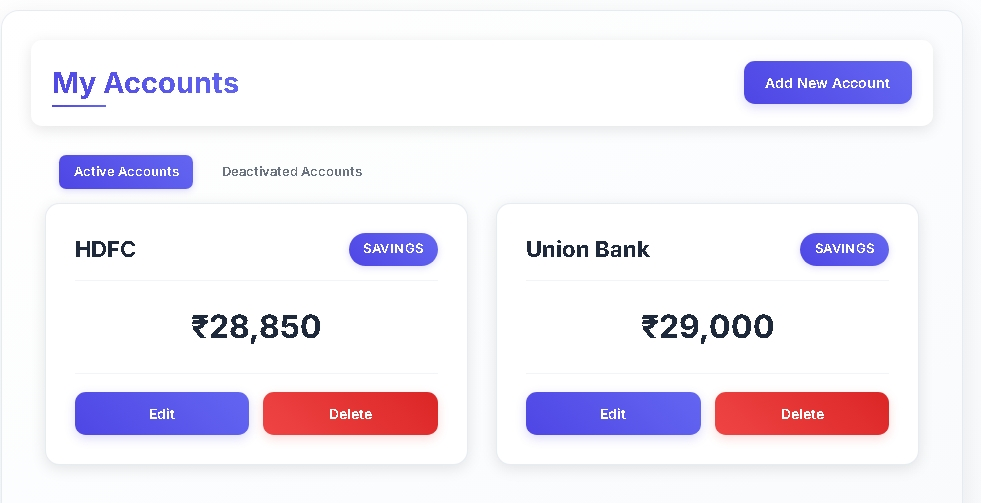 My Accounts
Add New Account
Active Accounts
Deactivated Accounts
HDFC
SAVINGS
₹28,850
Edit
Delete
Union Bank
SAVINGS
₹29,000
Edit
Delete